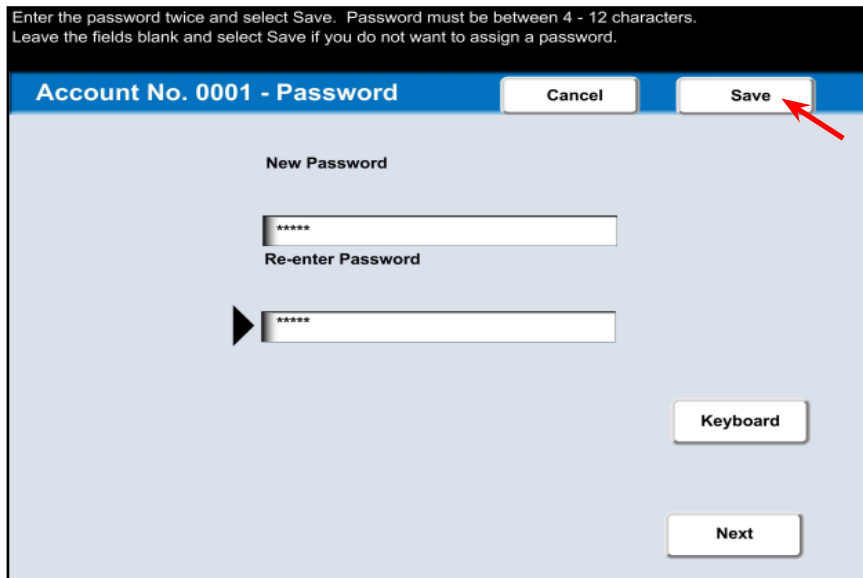 Enter the password twice and select Save.  Password must be between 4 - 12 characters.
Leave the fields blank and select Save if you do not want to assign a password.
Account No. 0001 - Password
Cancel
Save
New Password
*****
Re-enter Password
*****
Keyboard
Next